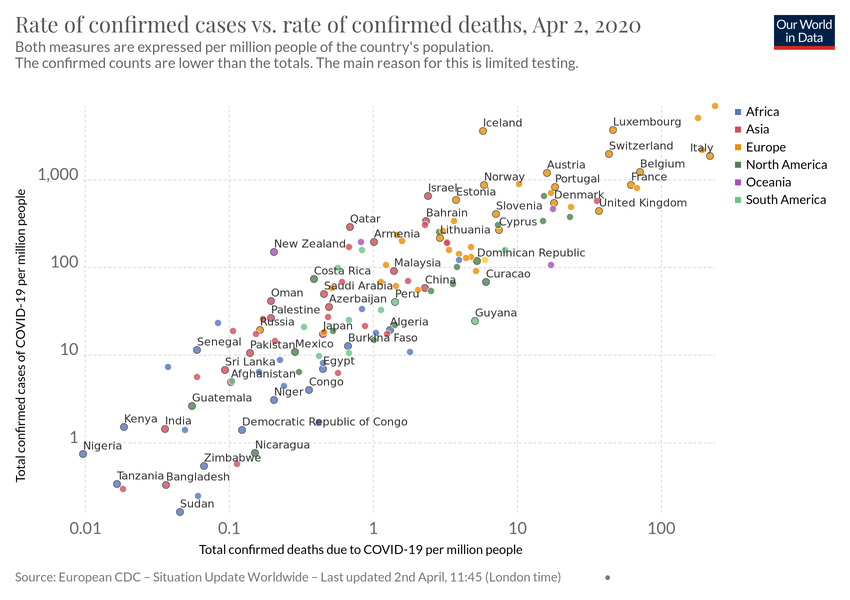 Rate of confirmed cases vs. rate of confirmed deaths, Apr 2, 2020
Both measures are expressed per million people of the country's population.
The confirmed counts are lower than the totals. The main reason for this is limited testing.
Our World
in Data
Total confirmed cases of COVID-19 per million people
1,000
100
10
1
Iceland
Luxembourg
Switzerland
Italy
Austria
Belgium
Norway
Portugal
France
Israel
Estonia
Denmark
United Kingdom
Slovenia
Bahrain
Qatar
Cyprus
Armenia
Lithuania
New Zealand
Dominican Republic
Costa Rica
Malaysia
Curacao
Saudi Arabia
China
Oman
Peru
Azerbaijan
Palestine
Guyana
Russia
Japan
Algeria
Senegal
Pakistan
Mexico
Burkina Faso
Sri Lanka
Egypt
Afghanistan
Congo
Guatemala
Niger
Kenya
India
Democratic Republic of Congo
Nigeria
Nicaragua
Zimbabwe
Tanzania
Bangladesh
Sudan
0.01
0.1
1
10
100
Total confirmed deaths due to COVID-19 per million people
Africa
Asia
Europe
North America
Oceania
South America
Source: European CDC – Situation Update Worldwide – Last updated 2nd April, 11:45 (London time)